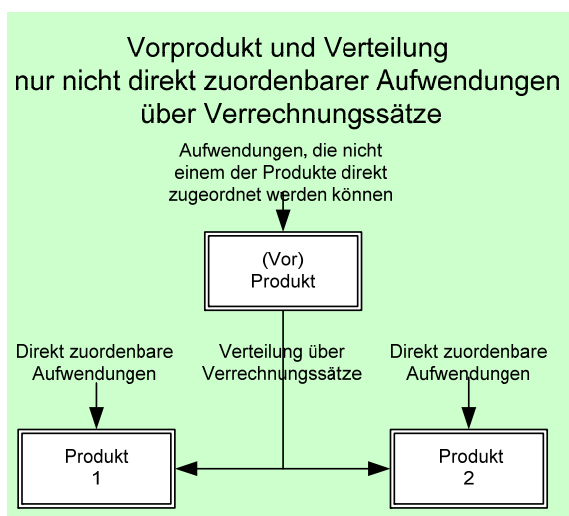 Vorprodukt und Verteilung
nur nicht direkt zuordenbarer Aufwendungen
über Verrechnungssätze
Aufwendungen, die nicht
einem der Produkte direkt
zugeordnet werden können
(Vor)
Produkt
Direkt zuordenbare
Aufwendungen
Verteilung über
Verrechnungssätze
Direkt zuordenbare
Aufwendungen
Produkt
1
Produkt
2